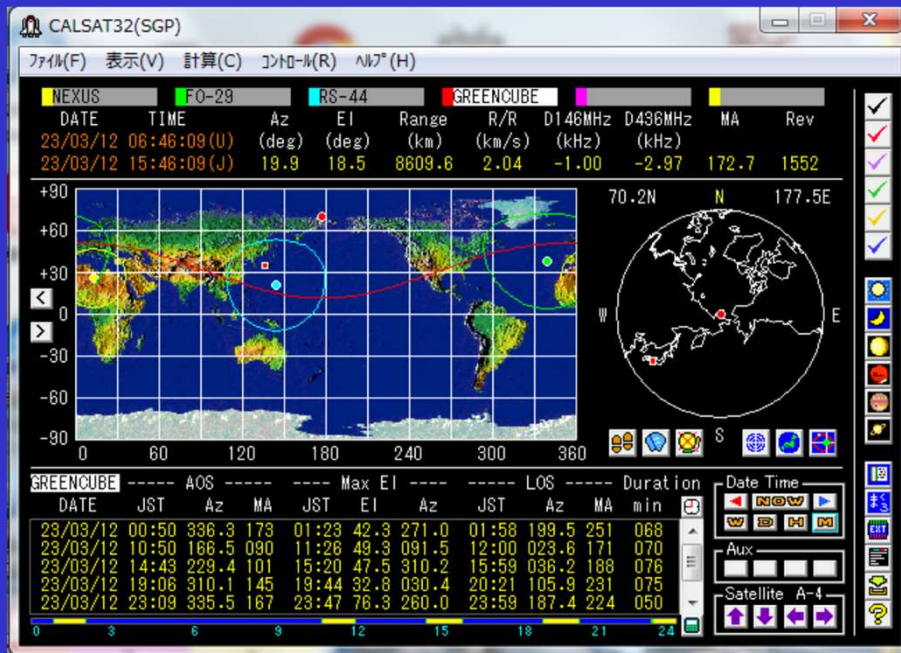 CALSAT32(SGP)
ファイル(F) 表示(V) 計算(C) コントロール(R) ヘルプ(H)
NEXUS FO-29 RS-44 GREENCUBE
DATE TIME Az El Range R/R D146MHz D436MHz MA Rev
23/03/12 06:46:09(U) (deg) (deg) (km) (km/s) (kHz) (kHz)
23/03/12 15:46:09(J) 19.9 18.5 8609.6 2.04 -1.00 -2.97 172.7 1552
+90
+60
+30
0
-30
-60
-90
0 60 120 180 240 300 360
<
>
70.2N N 177.5E
W E
S
GREENCUBE ----- AOS ----- ---- Max El ---- ----- LOS ----- Duration
DATE JST Az MA JST El Az JST Az MA min
23/03/12 00:50 336.3 173 01:23 42.3 271.0 01:58 199.5 251 068
23/03/12 10:50 166.5 090 11:26 49.3 091.5 12:00 023.6 171 070
23/03/12 14:43 229.4 101 15:20 47.5 310.2 15:59 036.2 188 076
23/03/12 19:06 310.1 145 19:44 32.8 030.4 20:21 105.9 231 075
23/03/12 23:09 335.5 167 23:47 76.3 260.0 23:59 187.4 224 050
0 3 6 9 12 15 18 21 24
Date Time
NOW
W D H M
Aux
Satellite A-4
まぐろ
EXT
?